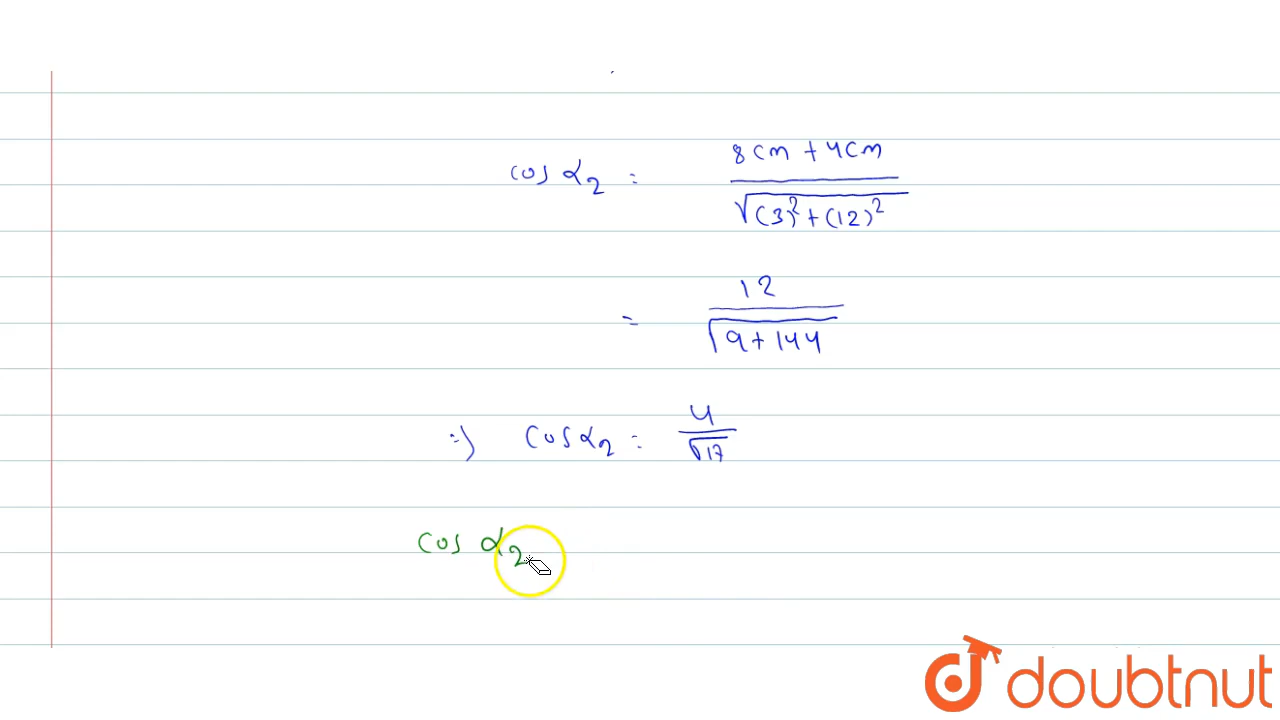 cos α₂ = (8cm + 4cm) / √((3)² + (12)²)
= 12 / √(9 + 144)
⇒ cos α₂ = 4 / √17
cos α₂
doubtnut